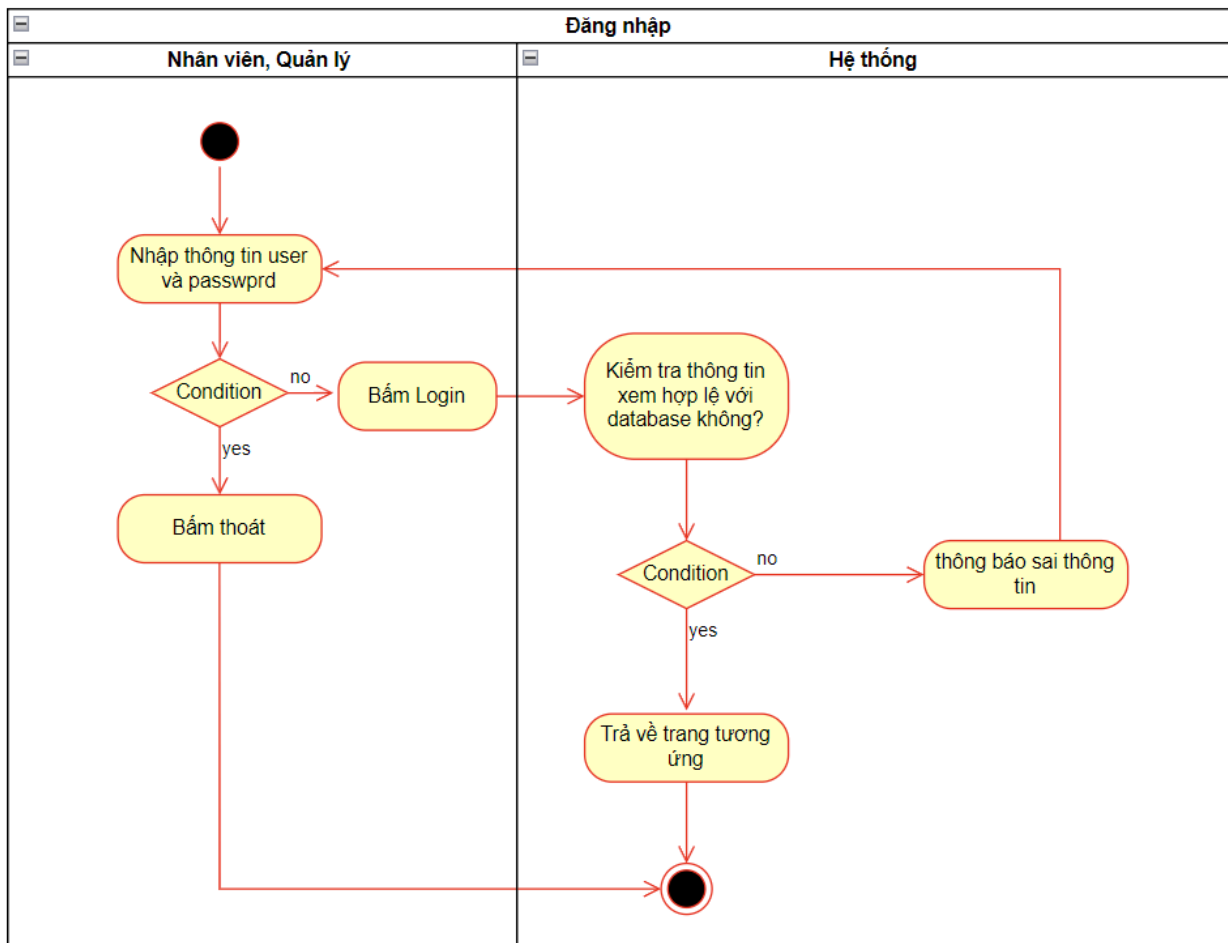 Đăng nhập
Nhân viên, Quản lý
Hệ thống
Nhập thông tin user
và passwprd
Condition
no
Bấm Login
Kiểm tra thông tin
xem hợp lệ với
database không?
yes
Bấm thoát
Condition
no
thông báo sai thông
tin
yes
Trả về trang tương
ứng